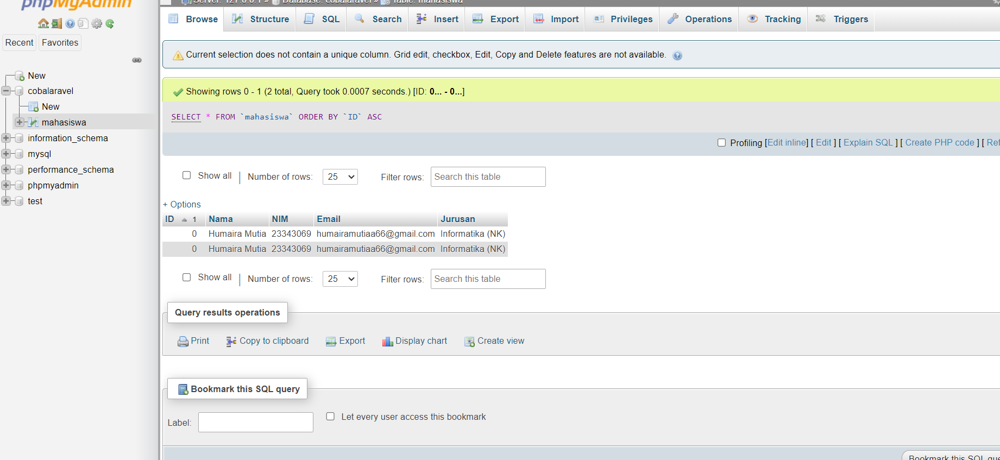 phpMyAdmin
Recent Favorites
New
cobalaravel
New
mahasiswa
information_schema
mysql
performance_schema
phpmyadmin
test
Server: 127.0.0.1 » Database: cobalaravel » Table: mahasiswa
Browse Structure SQL Search Insert Export Import Privileges Operations Tracking Triggers
Current selection does not contain a unique column. Grid edit, checkbox, Edit, Copy and Delete features are not available.
Showing rows 0 - 1 (2 total, Query took 0.0007 seconds.) [ID: 0... - 0...]
SELECT * FROM `mahasiswa` ORDER BY `ID` ASC
Profiling [Edit inline] [ Edit ] [ Explain SQL ] [ Create PHP code ] [ Ref
Show all | Number of rows: 25 Filter rows: Search this table
+ Options
ID 1 Nama NIM Email Jurusan
0 Humaira Mutia 23343069 humairamutiaa66@gmail.com Informatika (NK)
0 Humaira Mutia 23343069 humairamutiaa66@gmail.com Informatika (NK)
Show all | Number of rows: 25 Filter rows: Search this table
Query results operations
Print Copy to clipboard Export Display chart Create view
Bookmark this SQL query
Label: Let every user access this bookmark
Bookmark this SQL que